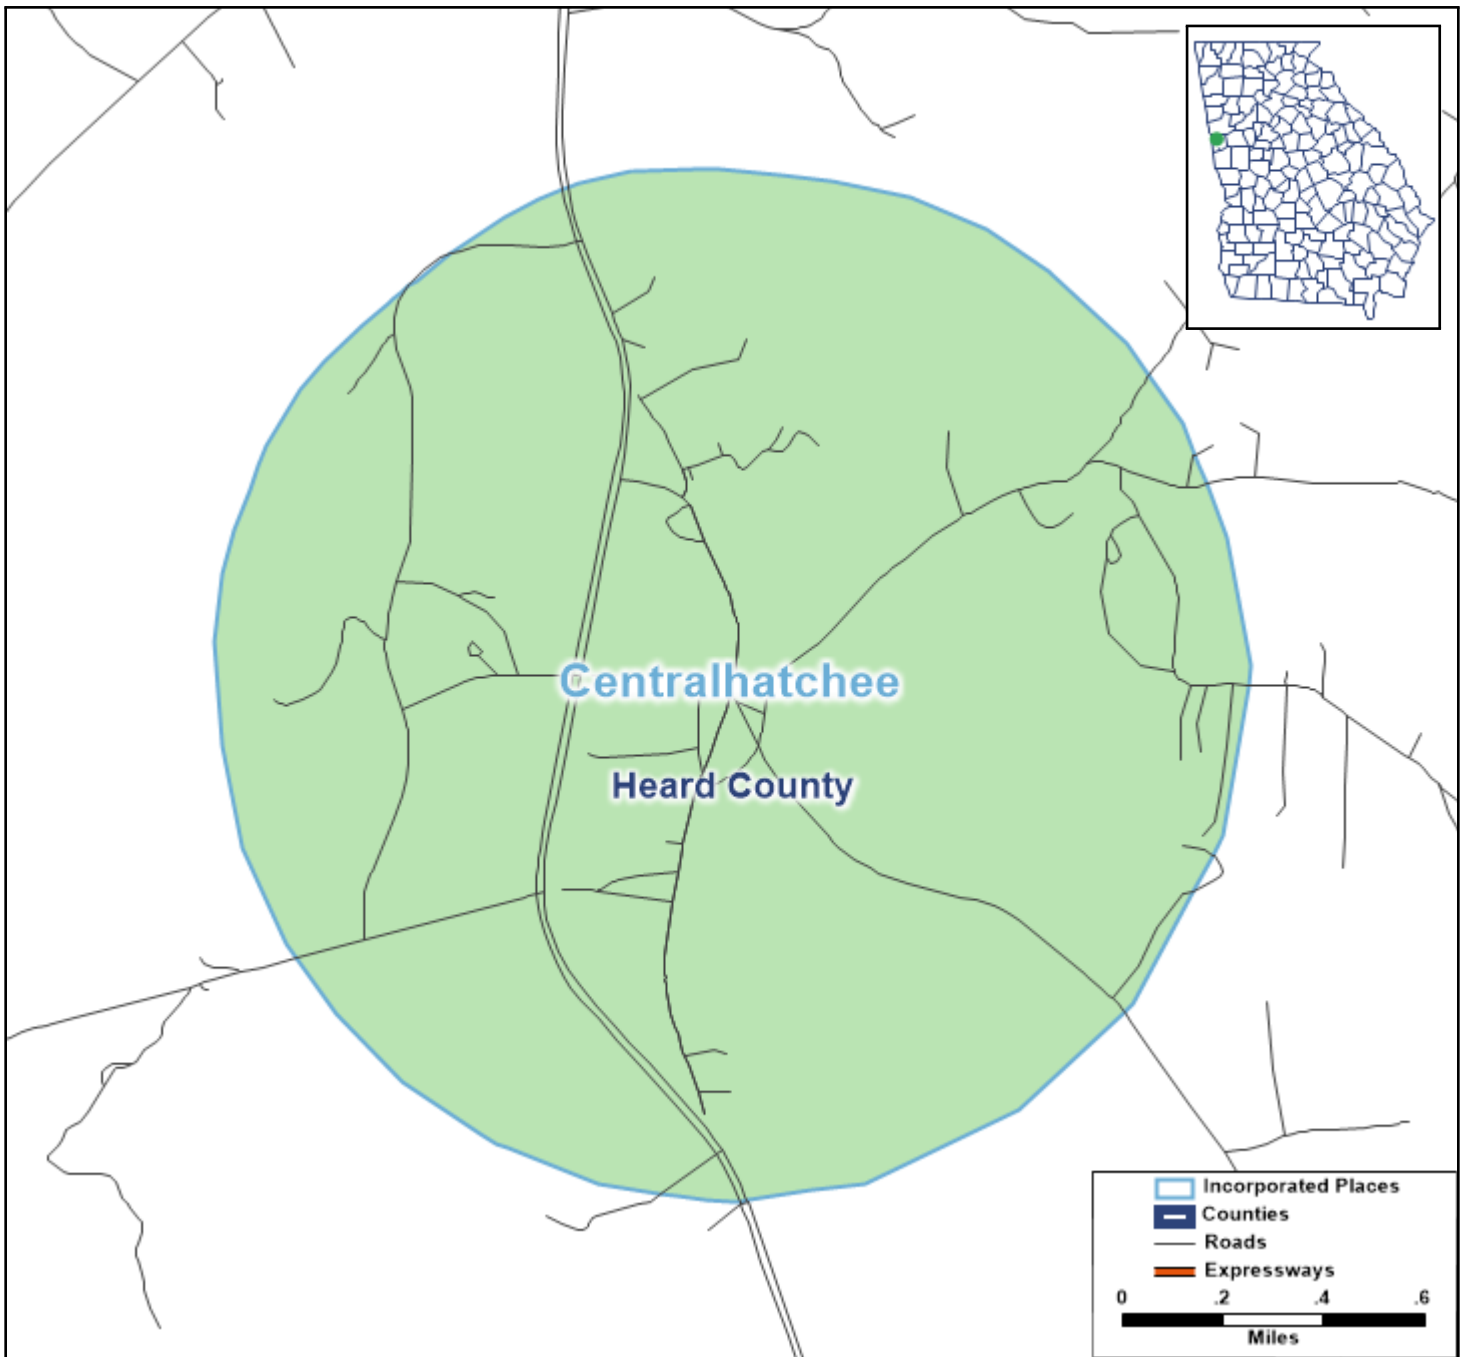 Centralhatchee
Heard County
Incorporated Places
Counties
Roads
Expressways
0 .2 .4 .6
Miles